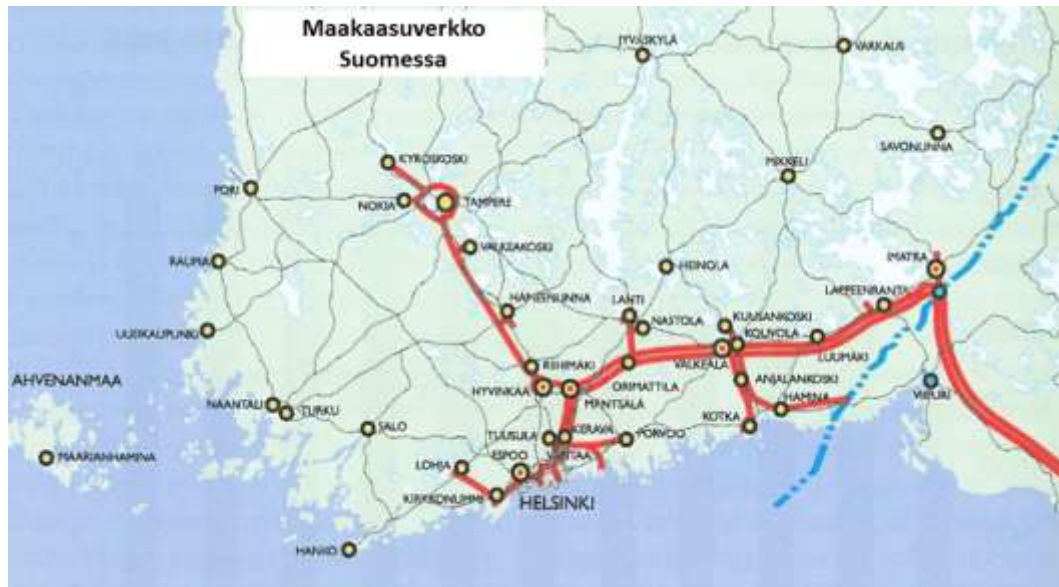 Maakaasuverkko
Suomessa
JYVÄSKYLÄ
VARKAUS
SAVONLINNA
KYRÖSKOSKI
MIKKELI
PORI
NOKIA
TAMPERE
VALKEAKOSKI
RAUMA
HEINOLA
IMATRA
LAPPEENRANTA
HÄMEENLINNA
LAHTI
NASTOLA
KUUSANKOSKI
KOUVOLA
UUSIKAUPUNKI
LUUMÄKI
RIIHIMÄKI
VALKEALA
ORIMATTILA
AHVENANMAA
HYVINKÄÄ
MÄNTSÄLÄ
ANJALANKOSKI
HAMINA
VIIPURI
NAANTALI
TURKU
KOTKA
SALO
TUUSULA
KERAVA
PORVOO
MAARIANHAMINA
ESPOO
VANTAA
LOHJA
KIRKKONUMMI
HELSINKI
HANKO